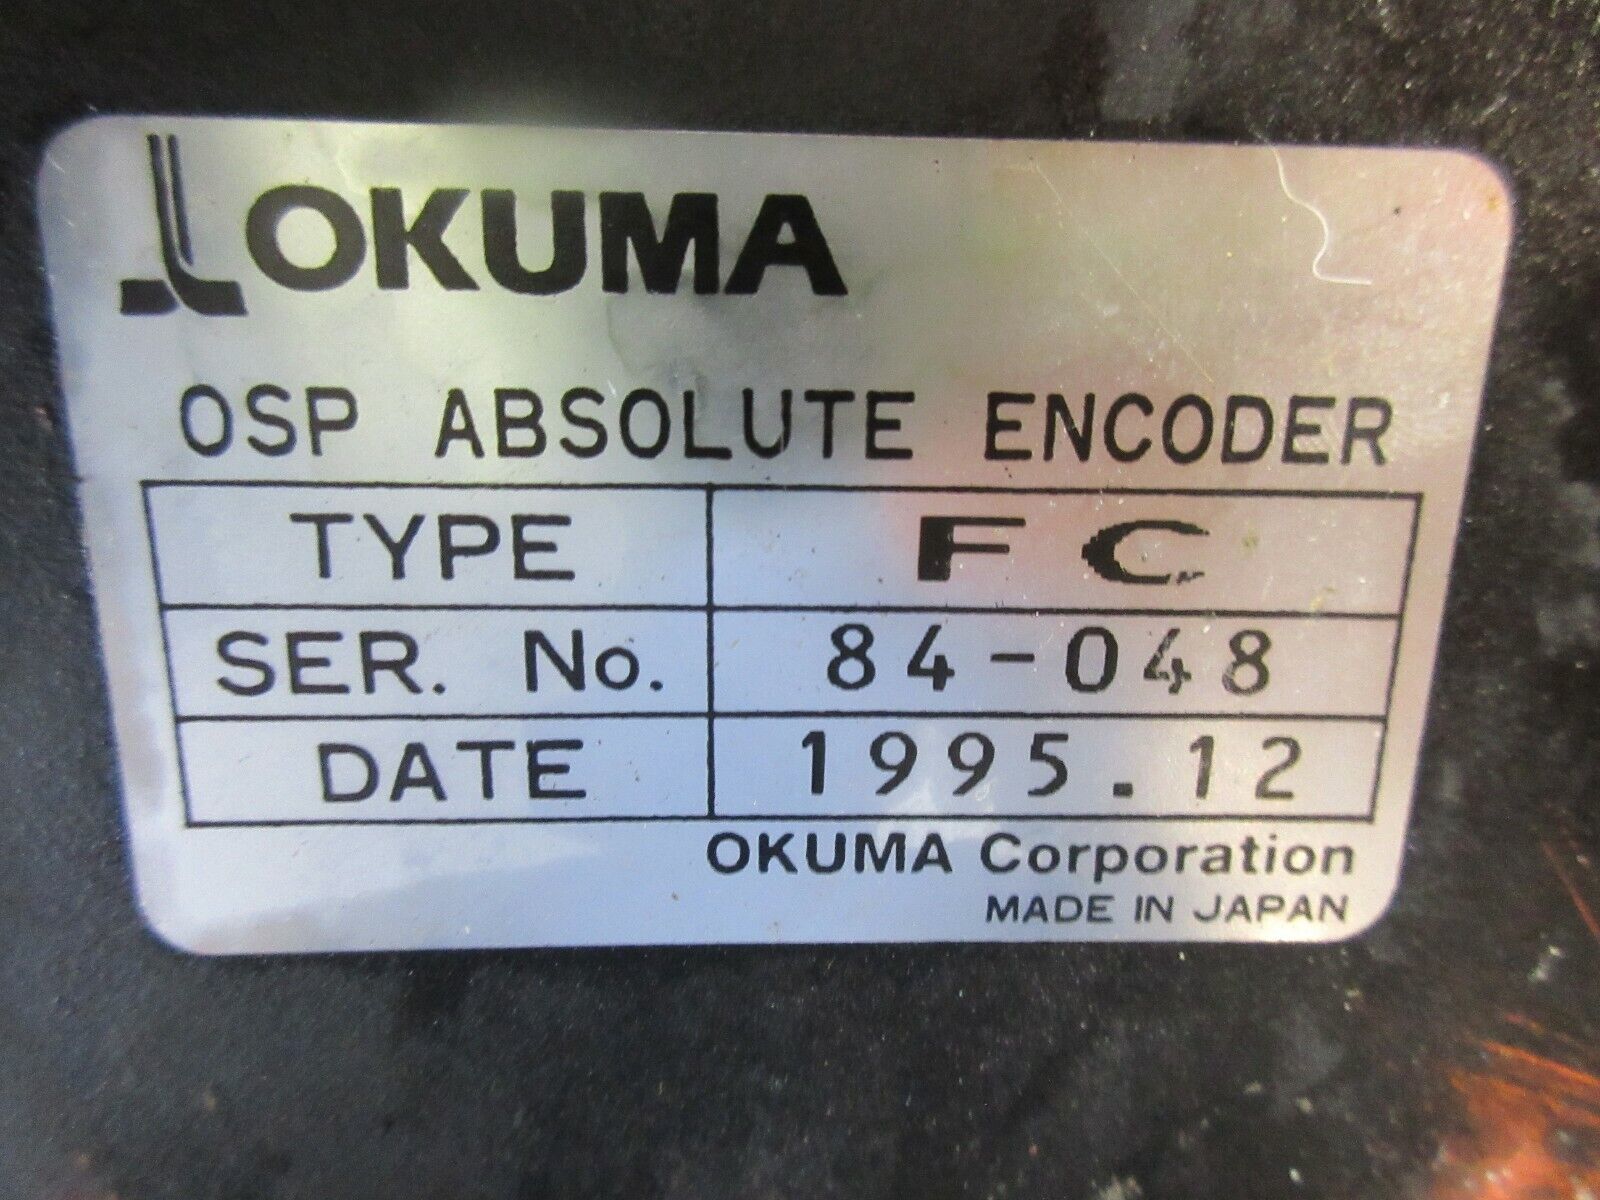 OKUMA
OSP ABSOLUTE ENCODER
TYPE FC
SER. No. 84-048
DATE 1995.12
OKUMA Corporation
MADE IN JAPAN